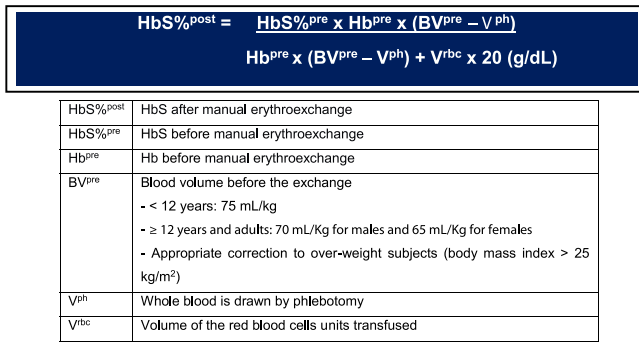 HbS%post = HbS%pre x Hbpre x (BVpre – V ph)
Hbpre x (BVpre – Vph) + Vrbc x 20 (g/dL)
HbS%post HbS after manual erythroexchange
HbS%pre HbS before manual erythroexchange
Hbpre Hb before manual erythroexchange
BVpre Blood volume before the exchange
- < 12 years: 75 mL/kg
- ≥ 12 years and adults: 70 mL/Kg for males and 65 mL/Kg for females
- Appropriate correction to over-weight subjects (body mass index > 25
kg/m2)
Vph Whole blood is drawn by phlebotomy
Vrbc Volume of the red blood cells units transfused